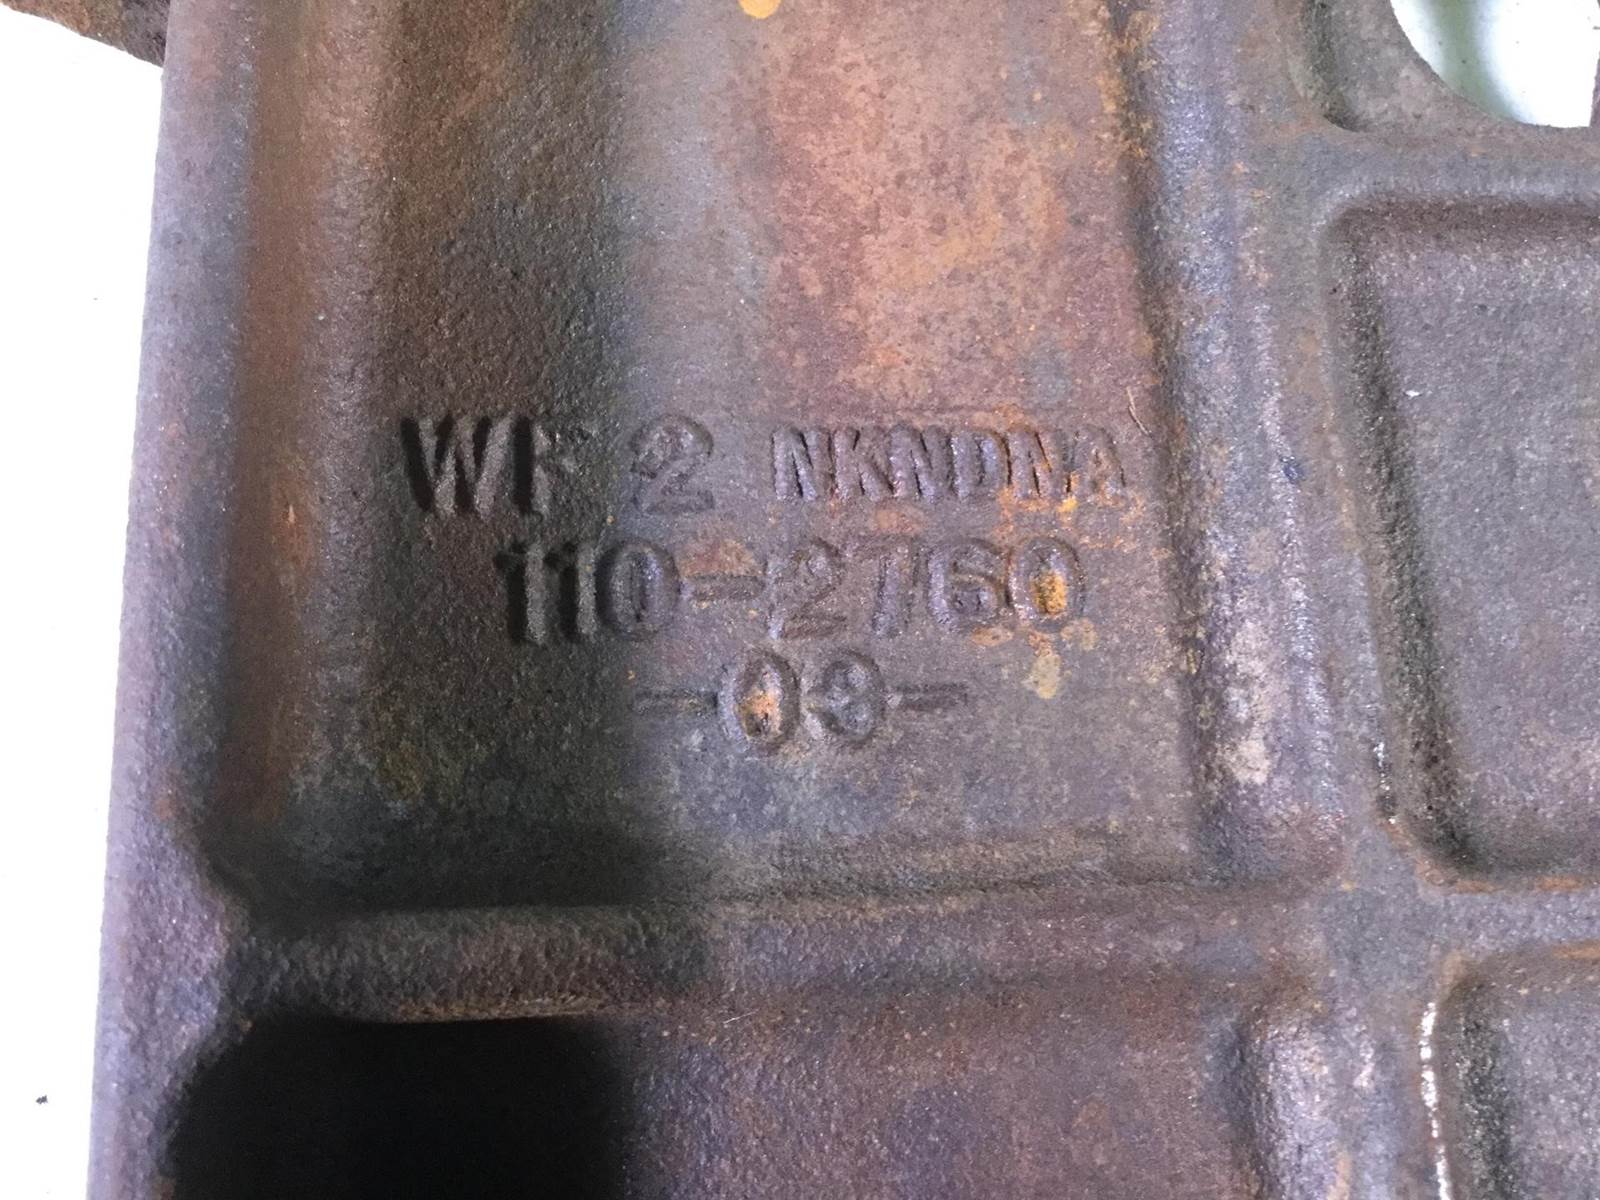 WF 2 NKNDNA
110-2760
-03-